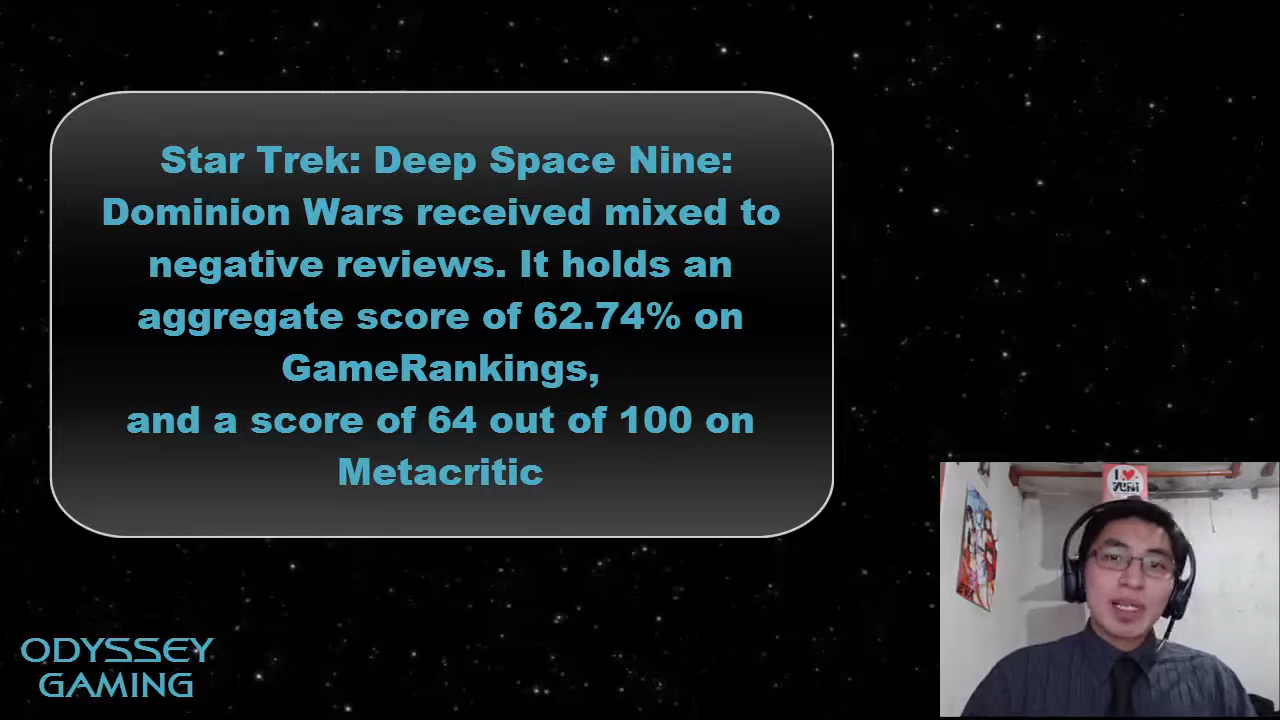 Star Trek: Deep Space Nine:
Dominion Wars received mixed to
negative reviews. It holds an
aggregate score of 62.74% on
GameRankings,
and a score of 64 out of 100 on
Metacritic
I ♥
YURI
ODYSSEY
GAMING